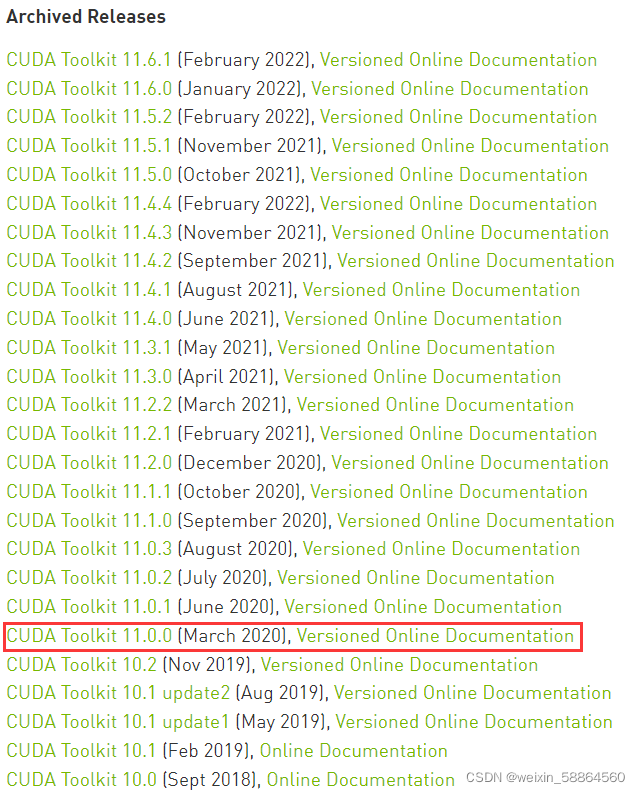 Archived Releases
CUDA Toolkit 11.6.1 (February 2022), Versioned Online Documentation
CUDA Toolkit 11.6.0 (January 2022), Versioned Online Documentation
CUDA Toolkit 11.5.2 (February 2022), Versioned Online Documentation
CUDA Toolkit 11.5.1 (November 2021), Versioned Online Documentation
CUDA Toolkit 11.5.0 (October 2021), Versioned Online Documentation
CUDA Toolkit 11.4.4 (February 2022), Versioned Online Documentation
CUDA Toolkit 11.4.3 (November 2021), Versioned Online Documentation
CUDA Toolkit 11.4.2 (September 2021), Versioned Online Documentation
CUDA Toolkit 11.4.1 (August 2021), Versioned Online Documentation
CUDA Toolkit 11.4.0 (June 2021), Versioned Online Documentation
CUDA Toolkit 11.3.1 (May 2021), Versioned Online Documentation
CUDA Toolkit 11.3.0 (April 2021), Versioned Online Documentation
CUDA Toolkit 11.2.2 (March 2021), Versioned Online Documentation
CUDA Toolkit 11.2.1 (February 2021), Versioned Online Documentation
CUDA Toolkit 11.2.0 (December 2020), Versioned Online Documentation
CUDA Toolkit 11.1.1 (October 2020), Versioned Online Documentation
CUDA Toolkit 11.1.0 (September 2020), Versioned Online Documentation
CUDA Toolkit 11.0.3 (August 2020), Versioned Online Documentation
CUDA Toolkit 11.0.2 (July 2020), Versioned Online Documentation
CUDA Toolkit 11.0.1 (June 2020), Versioned Online Documentation
CUDA Toolkit 11.0.0 (March 2020), Versioned Online Documentation
CUDA Toolkit 10.2 (Nov 2019), Versioned Online Documentation
CUDA Toolkit 10.1 update2 (Aug 2019), Versioned Online Documentation
CUDA Toolkit 10.1 update1 (May 2019), Versioned Online Documentation
CUDA Toolkit 10.1 (Feb 2019), Online Documentation
CUDA Toolkit 10.0 (Sept 2018), Online Documentation
CSDN @weixin_58864560